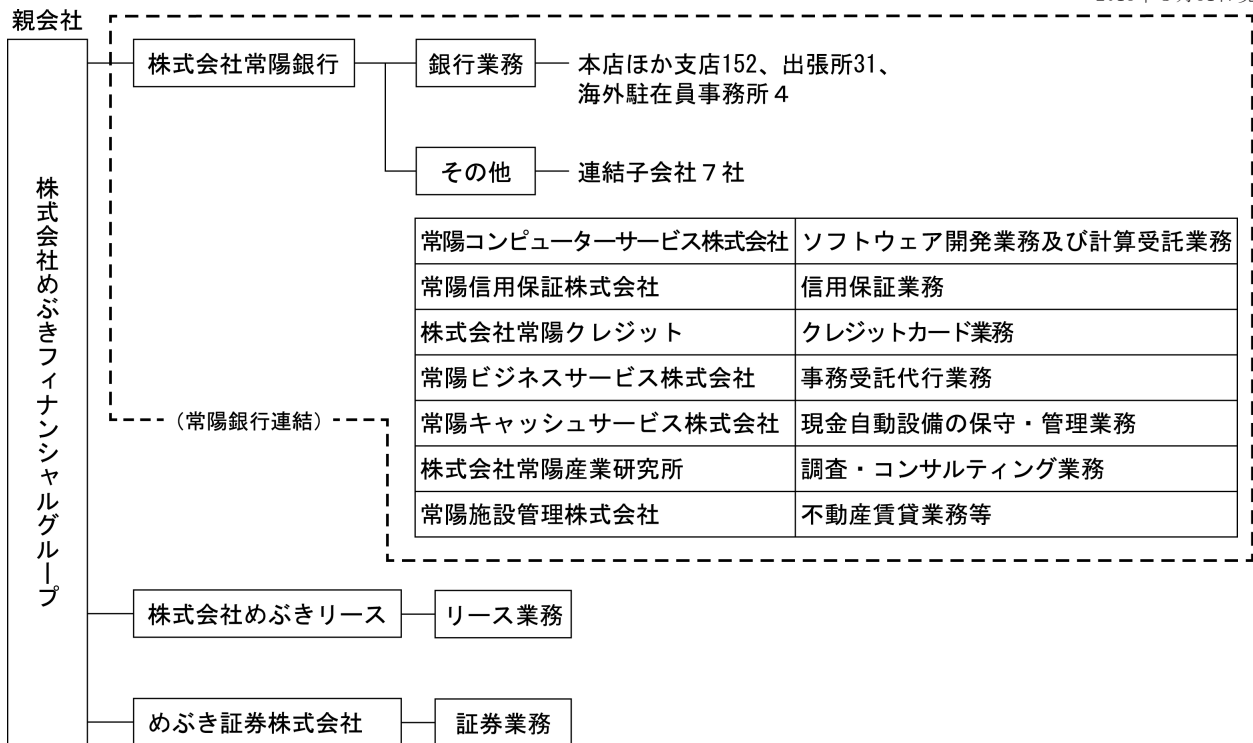 親会社
株式会社めぶきフィナンシャルグループ
株式会社常陽銀行
銀行業務
本店ほか支店152、出張所31、
海外駐在員事務所４
その他
連結子会社７社
常陽コンピューターサービス株式会社 ソフトウェア開発業務及び計算受託業務
常陽信用保証株式会社 信用保証業務
株式会社常陽クレジット クレジットカード業務
常陽ビジネスサービス株式会社 事務受託代行業務
（常陽銀行連結）
常陽キャッシュサービス株式会社 現金自動設備の保守・管理業務
株式会社常陽産業研究所 調査・コンサルティング業務
常陽施設管理株式会社 不動産賃貸業務等
株式会社めぶきリース
リース業務
めぶき証券株式会社
証券業務